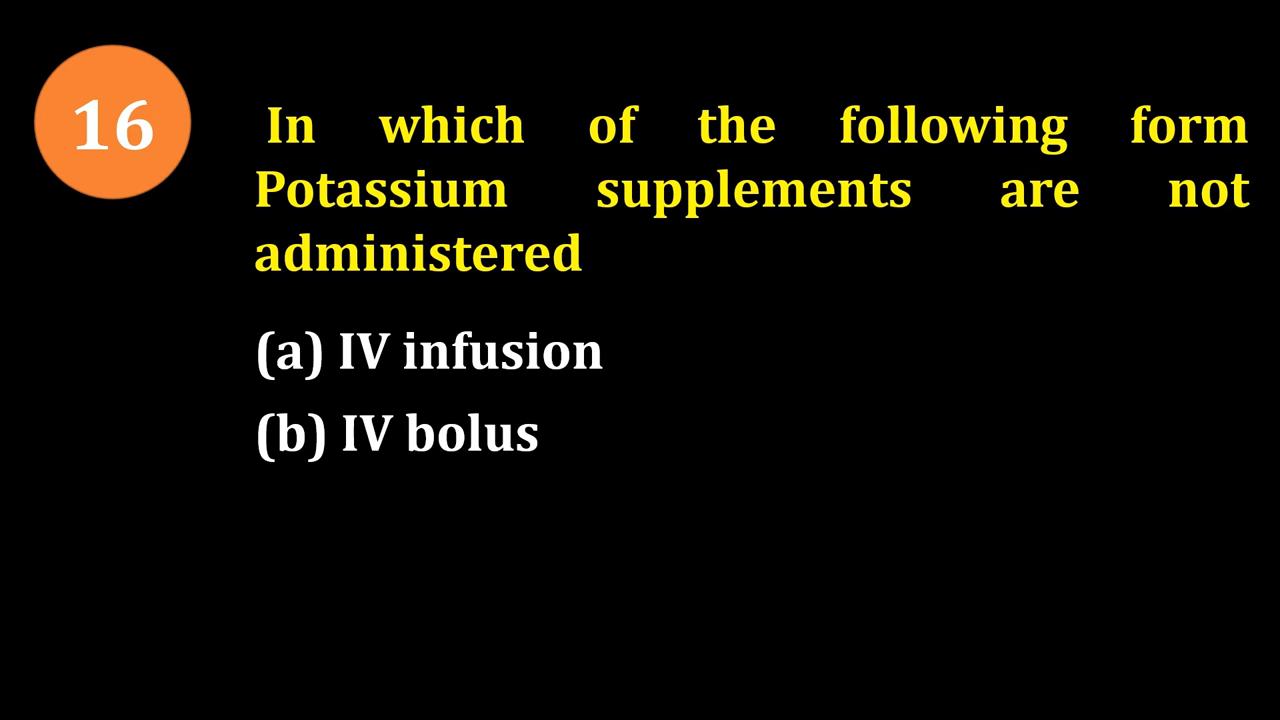 16
In which of the following form
Potassium supplements are not
administered
(a) IV infusion
(b) IV bolus